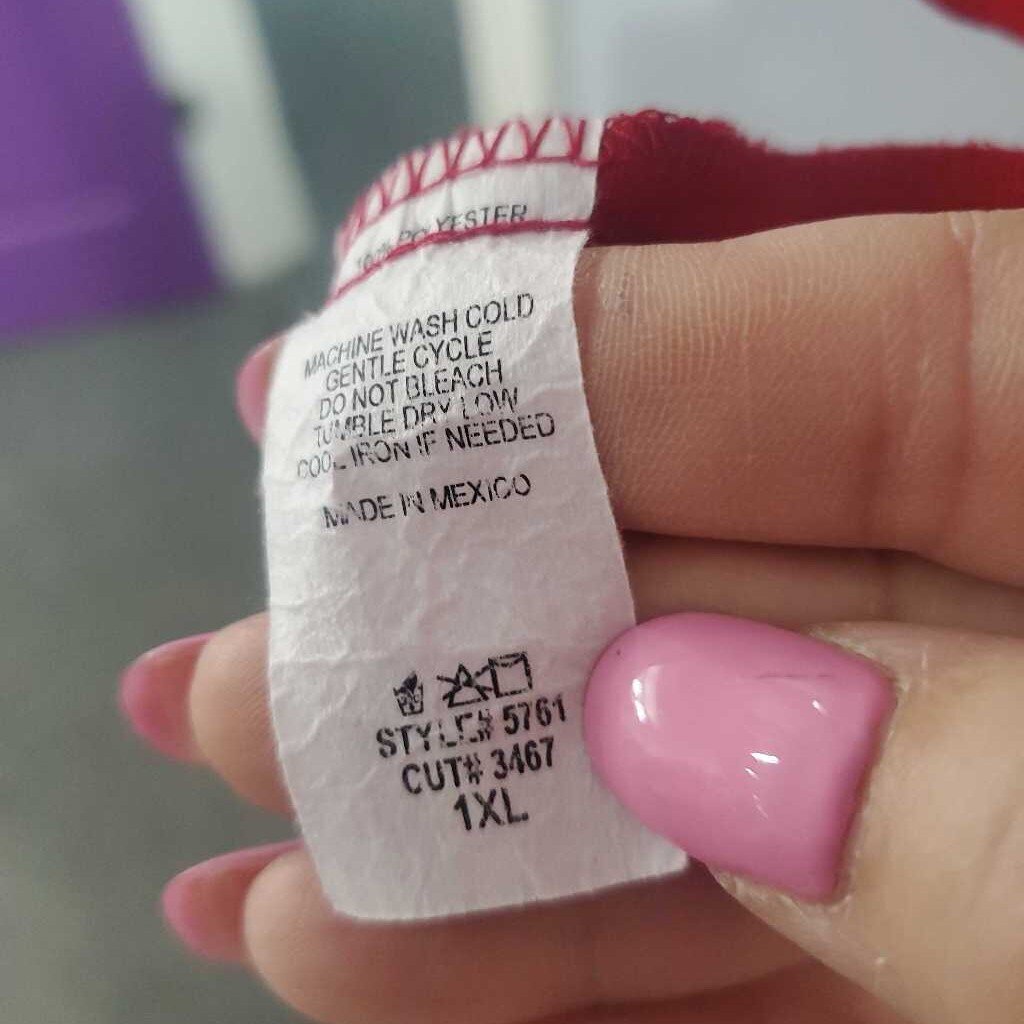 100% POLYESTER
MACHINE WASH COLD
GENTLE CYCLE
DO NOT BLEACH
TUMBLE DRY LOW
COOL IRON IF NEEDED
MADE IN MEXICO
STYLE# 5761
CUT# 3467
1XL